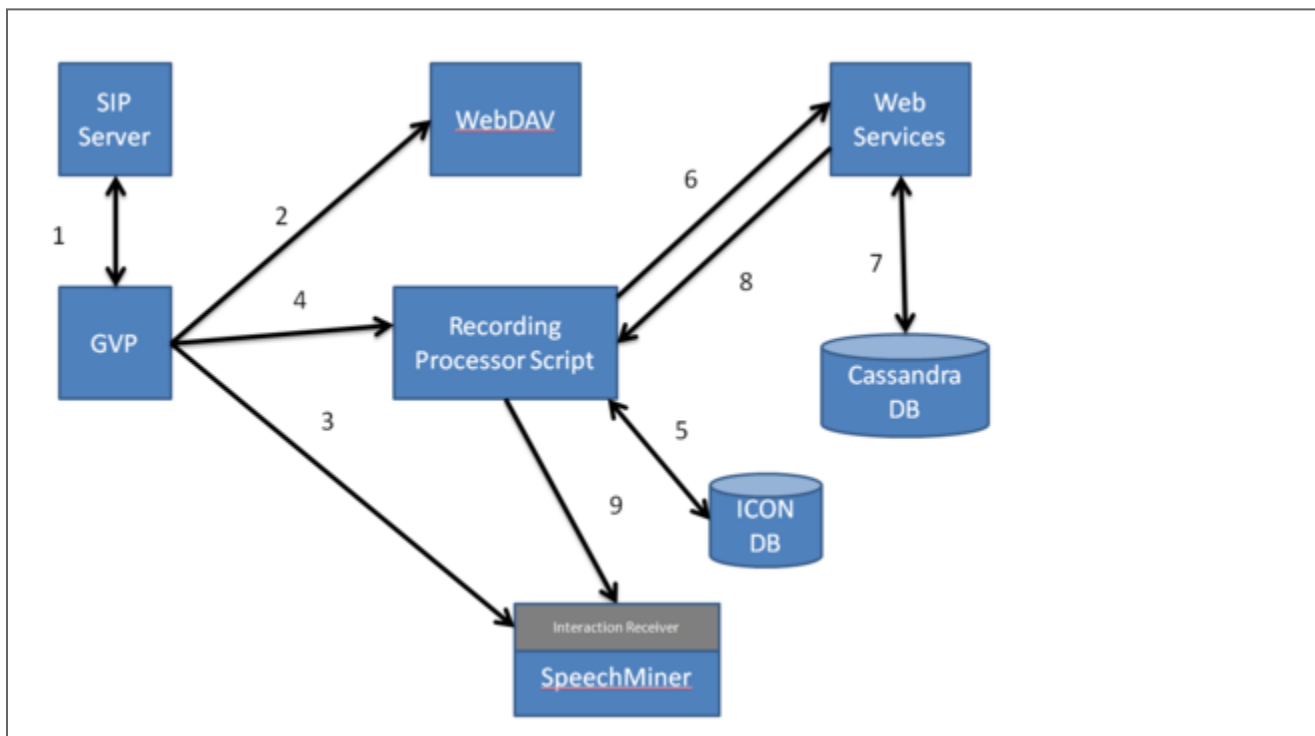 SIP
Server
WebDAV
Web
Services
6
2
1
8
7
4
GVP
Recording
Processor Script
Cassandra
DB
3
5
9
ICON
DB
Interaction Receiver
SpeechMiner